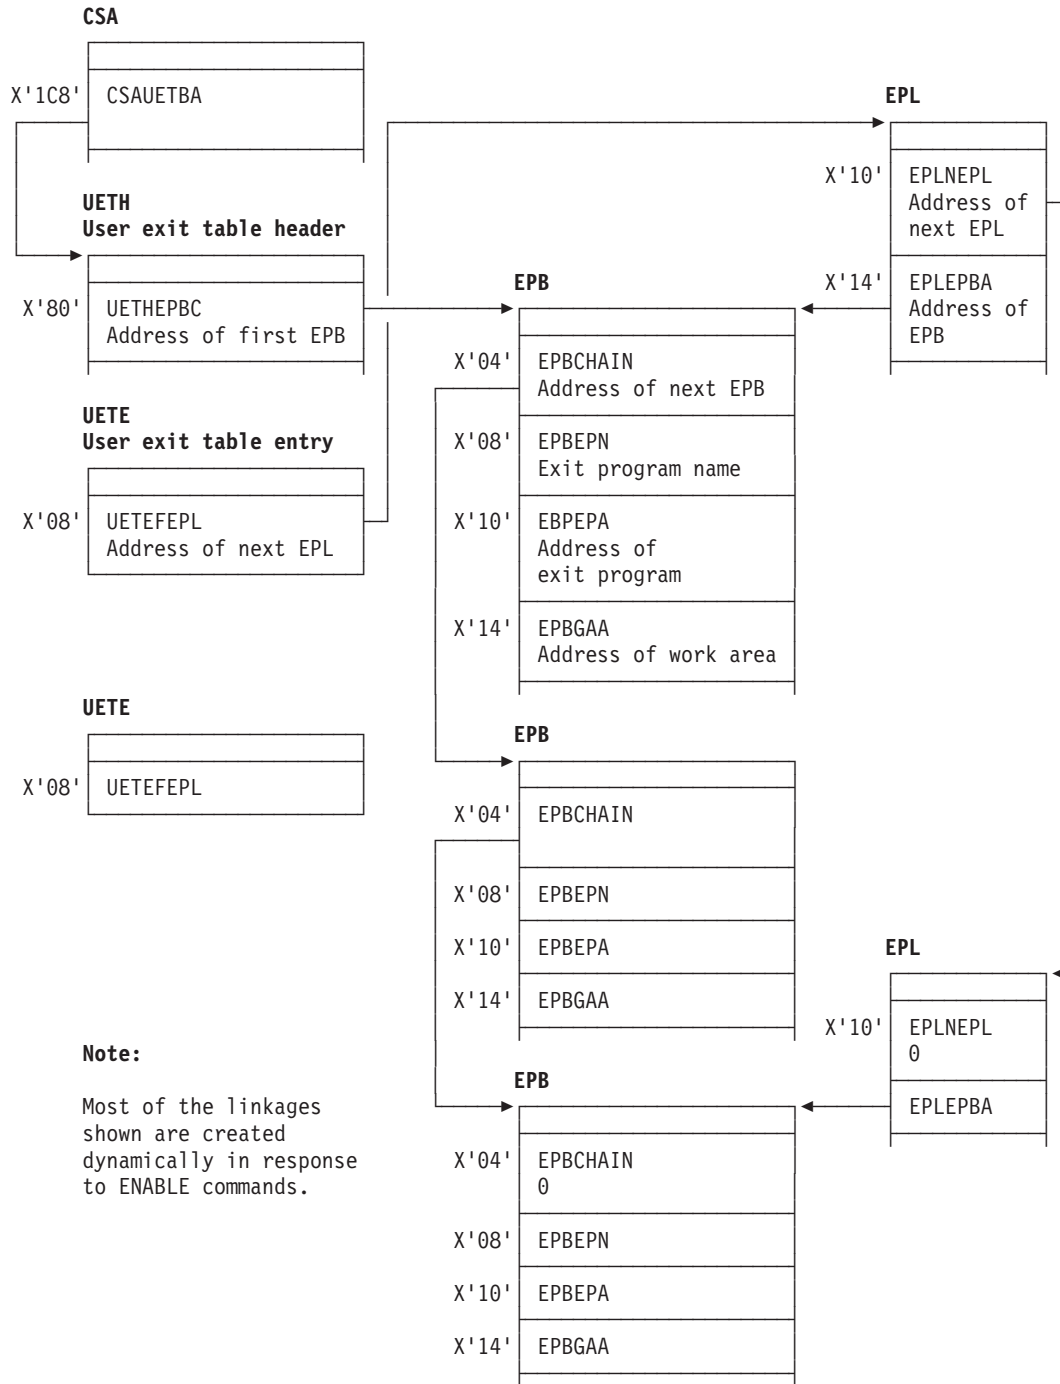 CSA
X'1C8' CSAUETBA
UETH
User exit table header
X'80' UETHEPBC
Address of first EPB
UETE
User exit table entry
X'08' UETEFEPL
Address of next EPL
UETE
X'08' UETEFEPL
Note:
Most of the linkages
shown are created
dynamically in response
to ENABLE commands.
EPB
X'04' EPBCHAIN
Address of next EPB
X'08' EPBEPN
Exit program name
X'10' EBPEPA
Address of
exit program
X'14' EPBGAA
Address of work area
EPB
X'04' EPBCHAIN
X'08' EPBEPN
X'10' EPBEPA
X'14' EPBGAA
EPB
X'04' EPBCHAIN
0
X'08' EPBEPN
X'10' EPBEPA
X'14' EPBGAA
EPL
X'10' EPLNEPL
Address of
next EPL
X'14' EPLEPBA
Address of
EPB
EPL
X'10' EPLNEPL
0
EPLEPBA